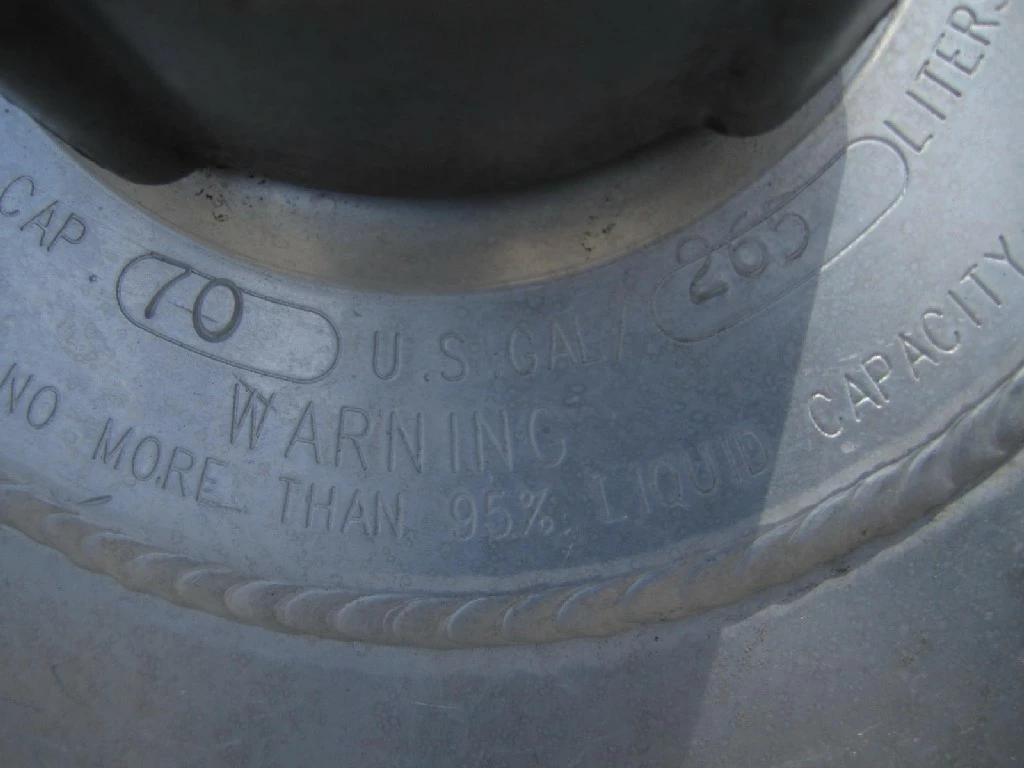 CAP 70 U.S. GAL/ 265 LITERS
WARNING
NO MORE THAN 95% LIQUID CAPACITY